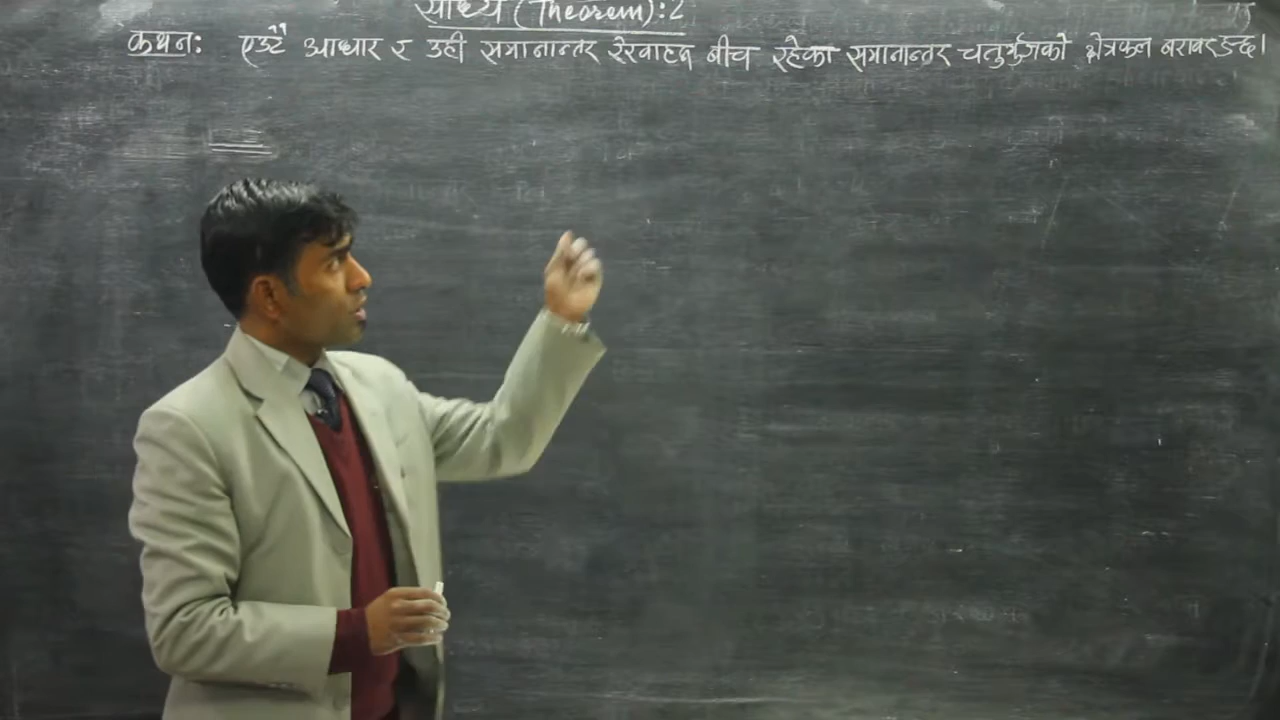 साध्य (Theorem):2
कथन: एउटै आधार र उही समानान्तर रेखाहरू बीच रहेका समानान्तर चतुर्भुजको क्षेत्रफल बराबर हुन्छ।